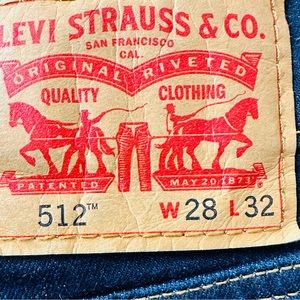 LEVI STRAUSS & CO.
SAN FRANCISCO
CAL.
ORIGINAL RIVETED
QUALITY CLOTHING
PATENTED MAY 20 1873
512™ W 28 L 32